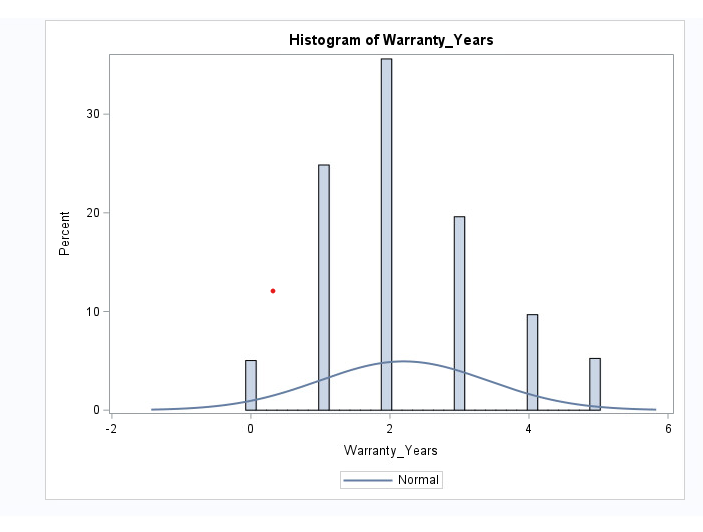 Histogram of Warranty_Years
Percent
30
20
10
0
-2 0 2 4 6
Warranty_Years
Normal